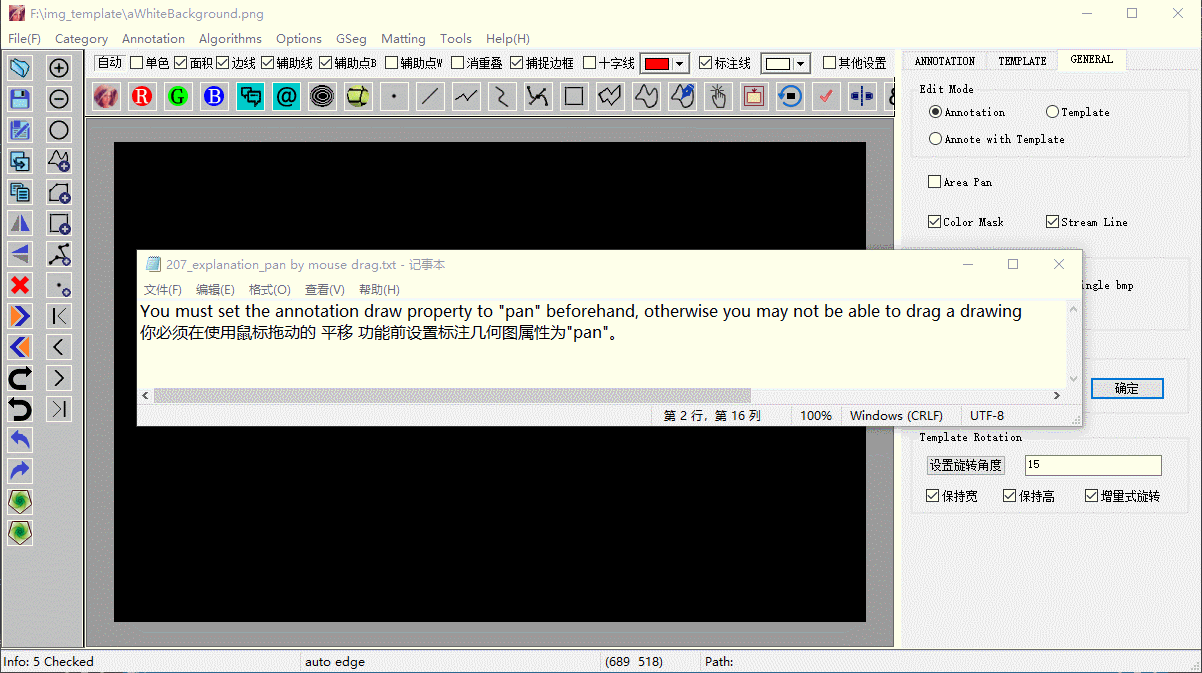 F:\img_template\aWhiteBackground.png
File(F) Category Annotation Algorithms Options GSeg Matting Tools Help(H)
自动 单色 面积 边线 辅助线 辅助点B 辅助点W 消重叠 捕捉边框 十字线 标注线 其他设置
R G B @
ANNOTATION TEMPLATE GENERAL
Edit Mode
Annotation Template
Annote with Template
Area Pan
Color Mask Stream Line
207_explanation_pan by mouse drag.txt - 记事本
文件(F) 编辑(E) 格式(O) 查看(V) 帮助(H)
You must set the annotation draw property to "pan" beforehand, otherwise you may not be able to drag a drawing
你必须在使用鼠标拖动的 平移 功能前设置标注几何图属性为"pan"。
第 2 行，第 16 列 100% Windows (CRLF) UTF-8
ngle bmp
确定
Template Rotation
设置旋转角度 15
保持宽 保持高 增量式旋转
Info: 5 Checked auto edge (689 518) Path: